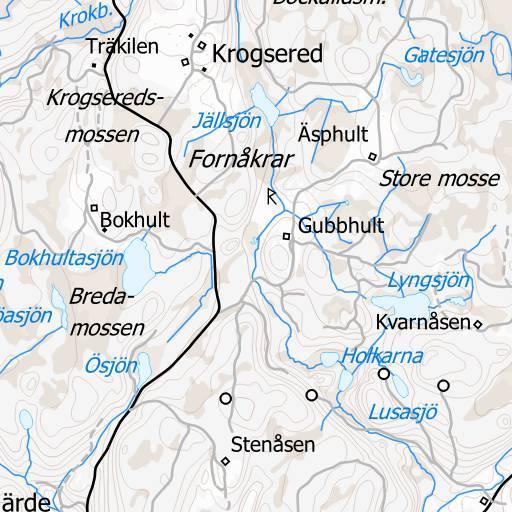 Krokb.
Träkilen
Krogsered
Gatesjön
Krogsereds-
mossen
Jällsjön
Äsphult
Fornåkrar
Store mosse
Bokhult
Gubbhult
Bokhultasjön
Lyngsjön
Breda-
mossen
Kvarnåsen
Ösjön
Holkarna
Lusasjö
Stenåsen